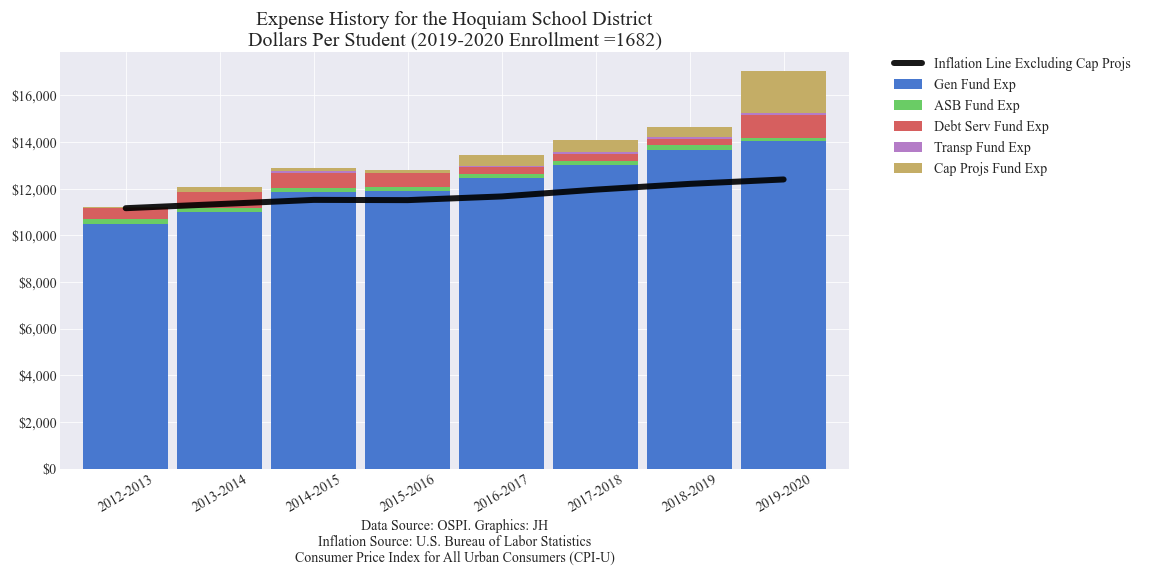 Expense History for the Hoquiam School District
Dollars Per Student (2019-2020 Enrollment =1682)
Inflation Line Excluding Cap Projs
Gen Fund Exp
ASB Fund Exp
Debt Serv Fund Exp
Transp Fund Exp
Cap Projs Fund Exp
$16,000
$14,000
$12,000
$10,000
$8,000
$6,000
$4,000
$2,000
$0
2012-2013
2013-2014
2014-2015
2015-2016
2016-2017
2017-2018
2018-2019
2019-2020
Data Source: OSPI. Graphics: JH
Inflation Source: U.S. Bureau of Labor Statistics
Consumer Price Index for All Urban Consumers (CPI-U)